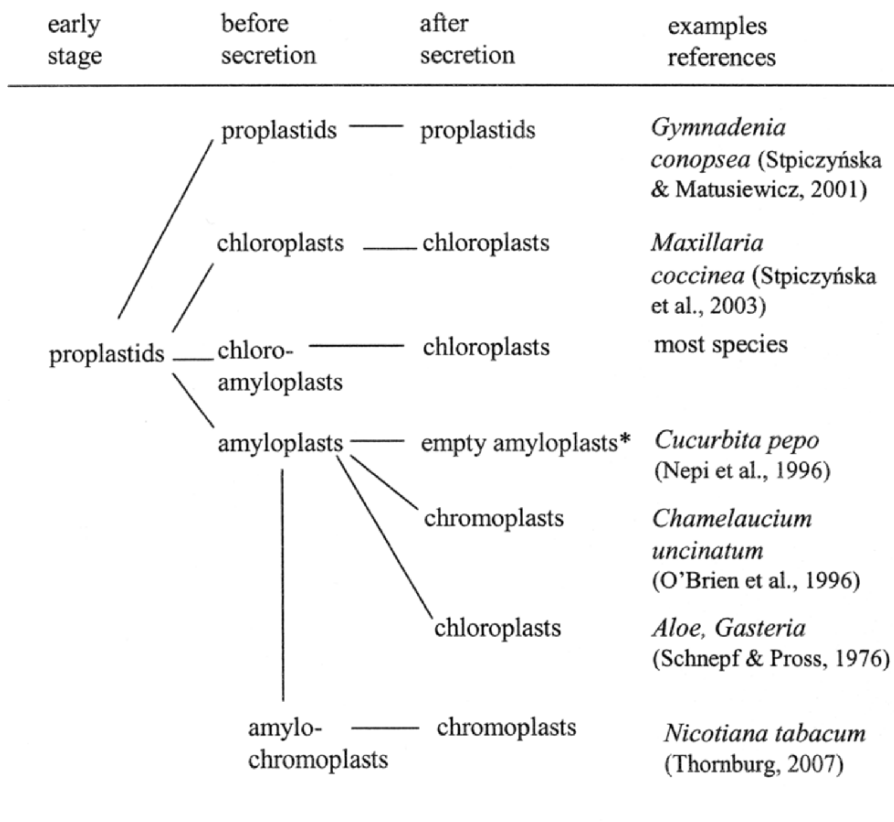 early before after examples
stage secretion secretion references
proplastids proplastids Gymnadenia
conopsea (Stpiczyńska
& Matusiewicz, 2001)
chloroplasts chloroplasts Maxillaria
coccinea (Stpiczyńska
et al., 2003)
proplastids chloro- chloroplasts most species
amyloplasts
amyloplasts empty amyloplasts* Cucurbita pepo
(Nepi et al., 1996)
chromoplasts Chamelaucium
uncinatum
(O'Brien et al., 1996)
chloroplasts Aloe, Gasteria
(Schnepf & Pross, 1976)
amylo- chromoplasts Nicotiana tabacum
chromoplasts (Thornburg, 2007)